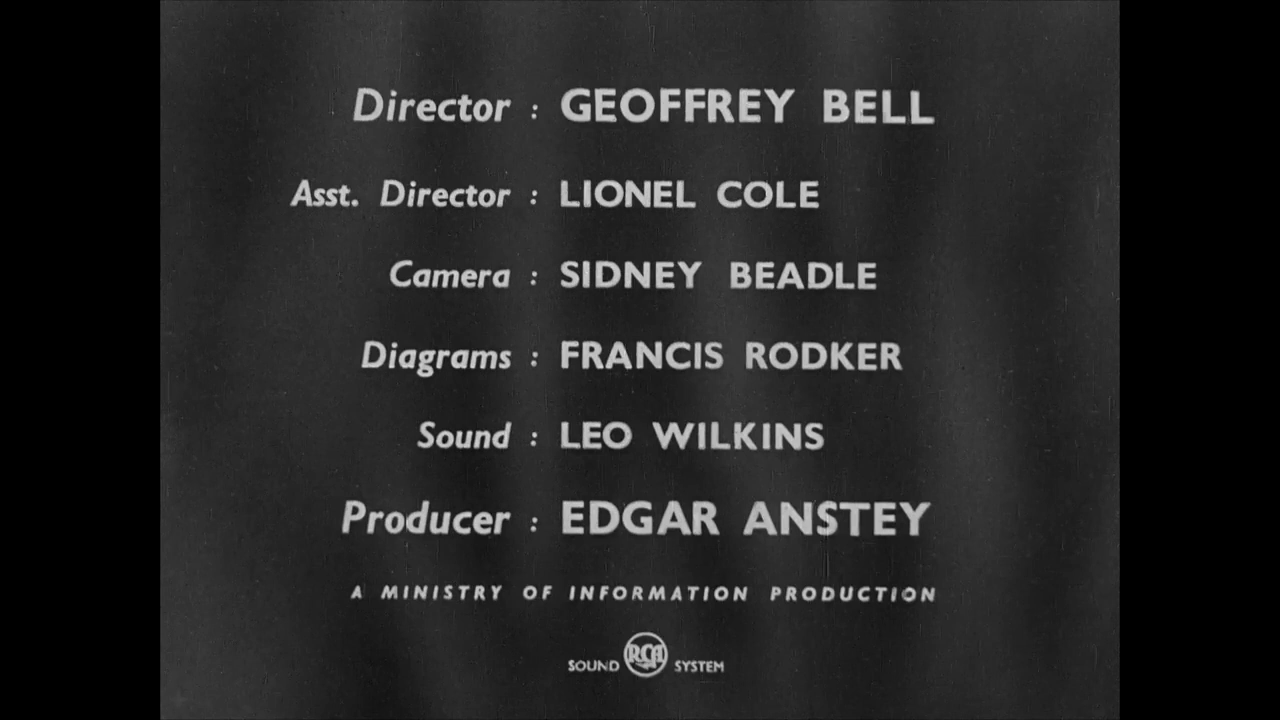 Director : GEOFFREY BELL
Asst. Director : LIONEL COLE
Camera : SIDNEY BEADLE
Diagrams : FRANCIS RODKER
Sound : LEO WILKINS
Producer : EDGAR ANSTEY
A MINISTRY OF INFORMATION PRODUCTION
SOUND RCA SYSTEM